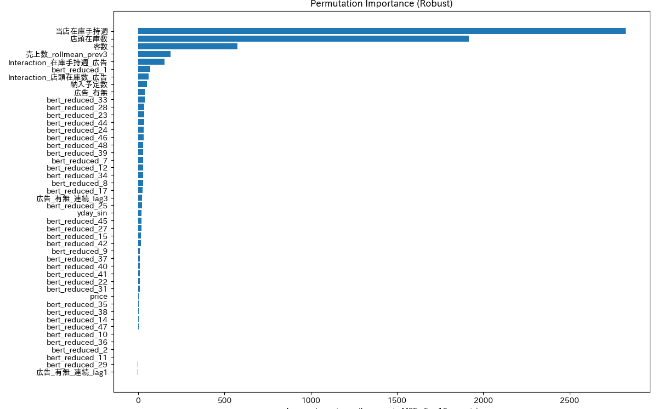 Permutation Importance (Robust)
当店在庫手持週
店頭在庫数
客数
売上数_rollmean_prev3
Interaction_在庫手持週_広告
bert_reduced_1
Interaction_店頭在庫数_広告
納入予定数
広告_有無
bert_reduced_33
bert_reduced_28
bert_reduced_23
bert_reduced_44
bert_reduced_24
bert_reduced_46
bert_reduced_48
bert_reduced_39
bert_reduced_7
bert_reduced_12
bert_reduced_34
bert_reduced_8
bert_reduced_17
広告_有無_連続_lag3
bert_reduced_25
yday_sin
bert_reduced_45
bert_reduced_27
bert_reduced_15
bert_reduced_42
bert_reduced_9
bert_reduced_37
bert_reduced_40
bert_reduced_41
bert_reduced_22
bert_reduced_31
price
bert_reduced_35
bert_reduced_38
bert_reduced_14
bert_reduced_47
bert_reduced_10
bert_reduced_36
bert_reduced_2
bert_reduced_11
bert_reduced_29
広告_有無_連続_lag1
0 500 1000 1500 2000 2500